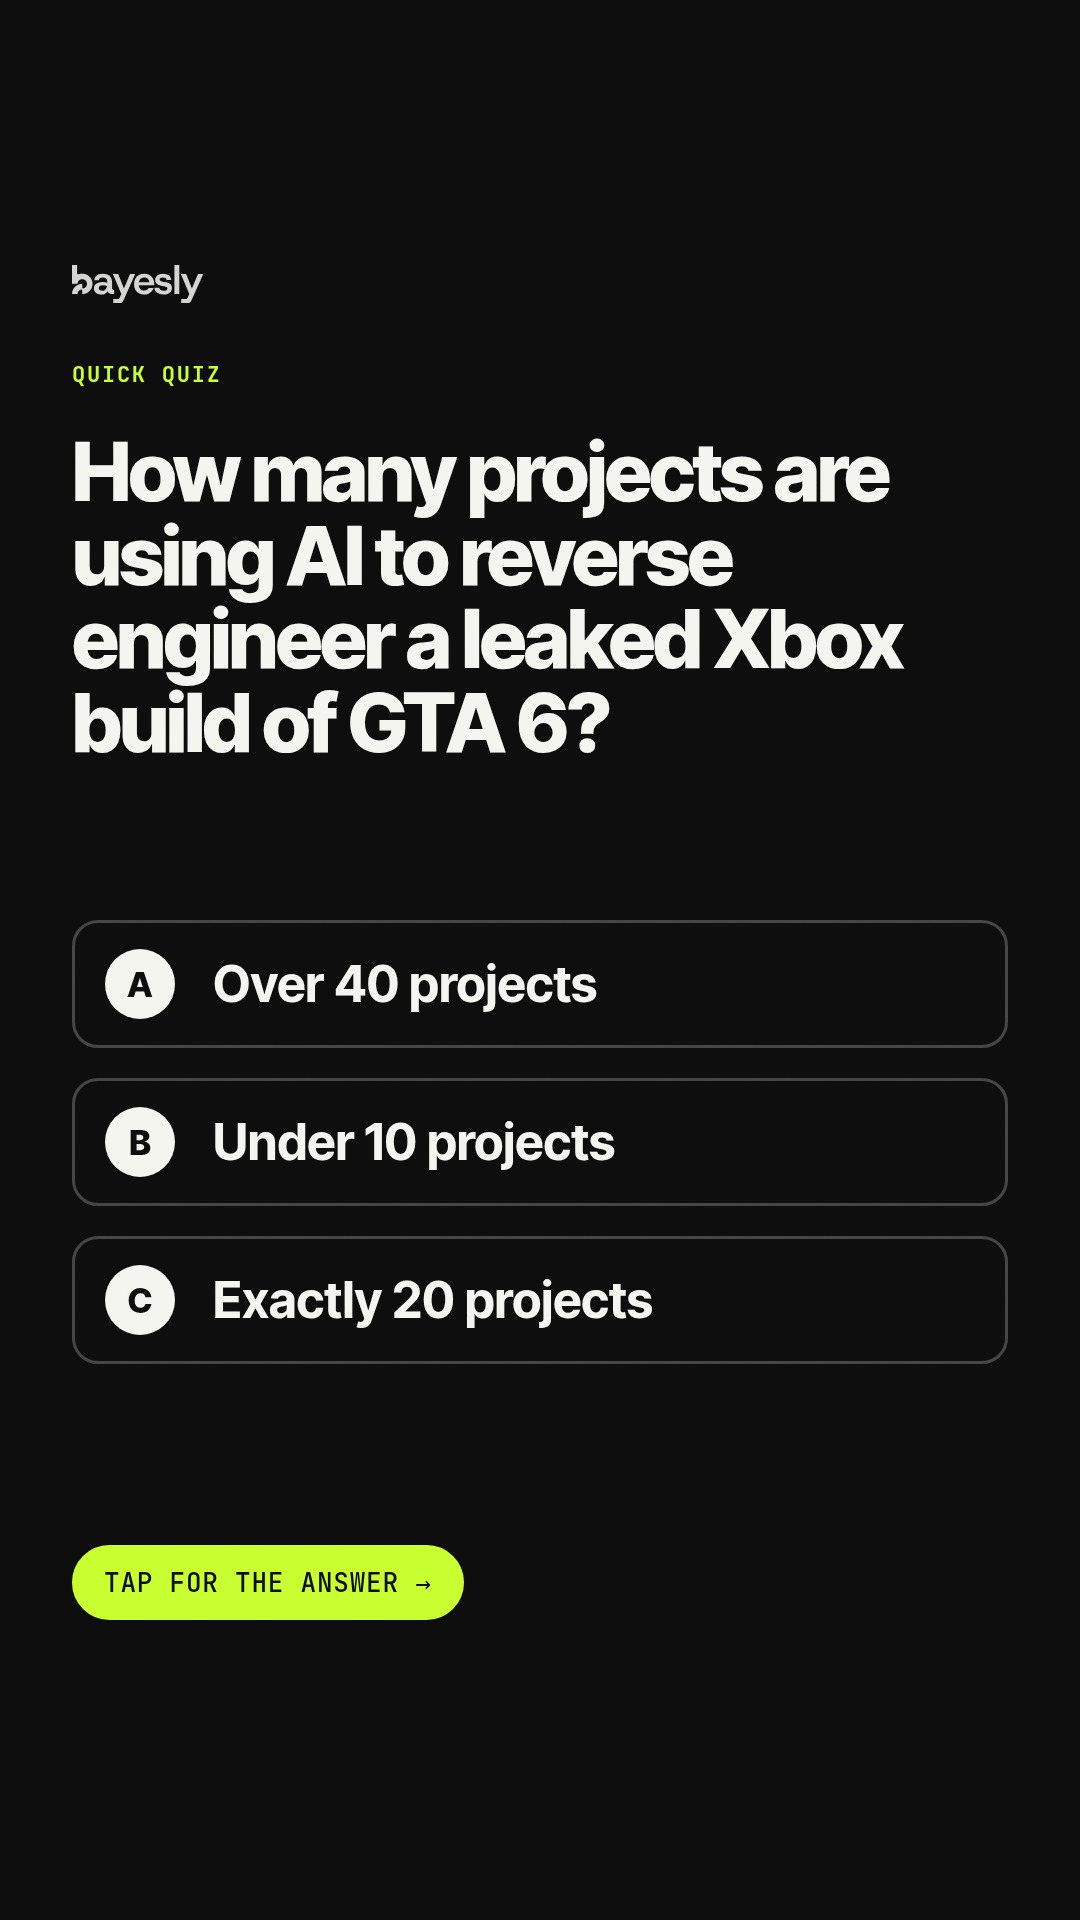 bayesly
QUICK QUIZ
How many projects are
using AI to reverse
engineer a leaked Xbox
build of GTA 6?
A Over 40 projects
B Under 10 projects
C Exactly 20 projects
TAP FOR THE ANSWER →